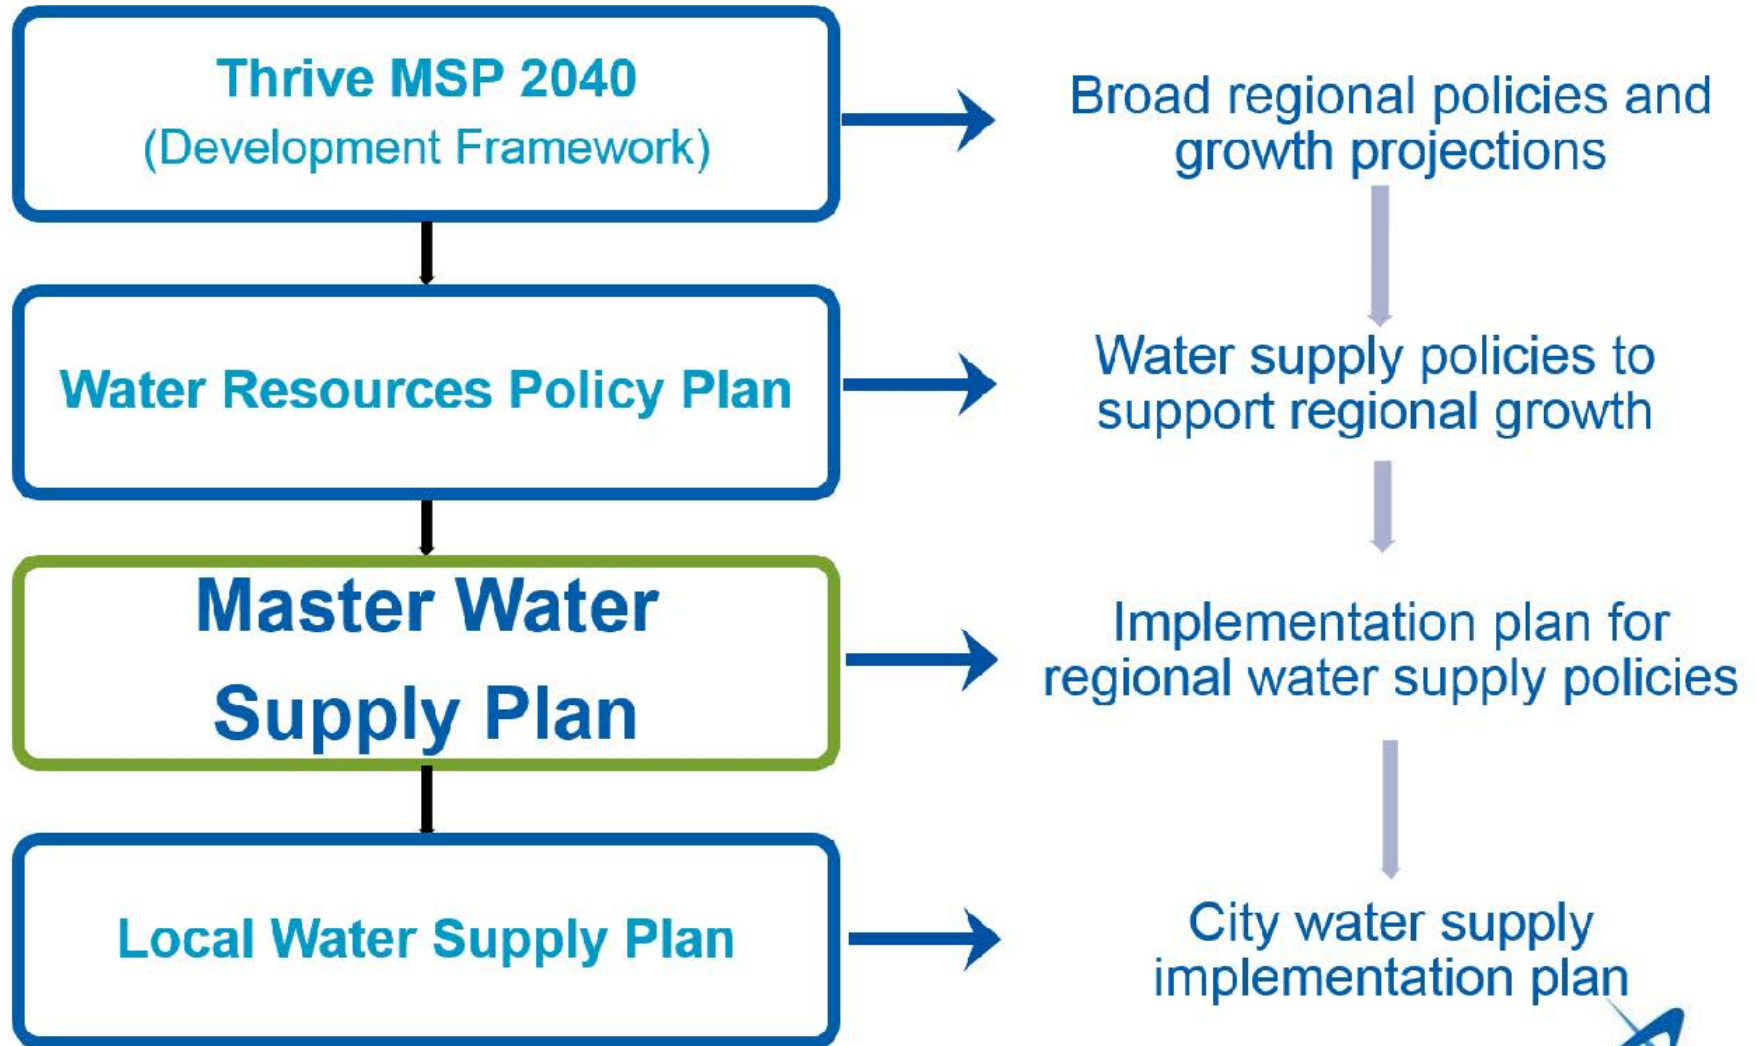 Thrive MSP 2040
(Development Framework)
Broad regional policies and
growth projections
Water Resources Policy Plan
Water supply policies to
support regional growth
Master Water
Supply Plan
Implementation plan for
regional water supply policies
Local Water Supply Plan
City water supply
implementation plan